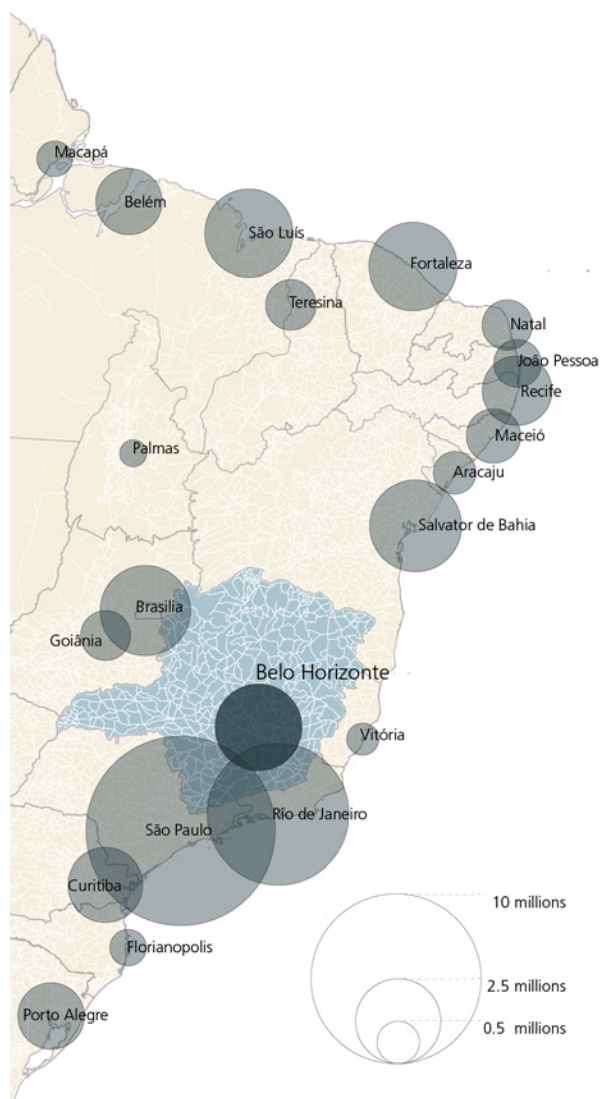 Macapá
Belém
São Luís
Fortaleza
Teresina
Natal
João Pessoa
Recife
Maceió
Palmas
Aracaju
Salvator de Bahia
Brasilia
Goiânia
Belo Horizonte
Vitória
Rio de Janeiro
São Paulo
Curitiba
10 millions
Florianopolis
2.5 millions
Porto Alegre
0.5 millions